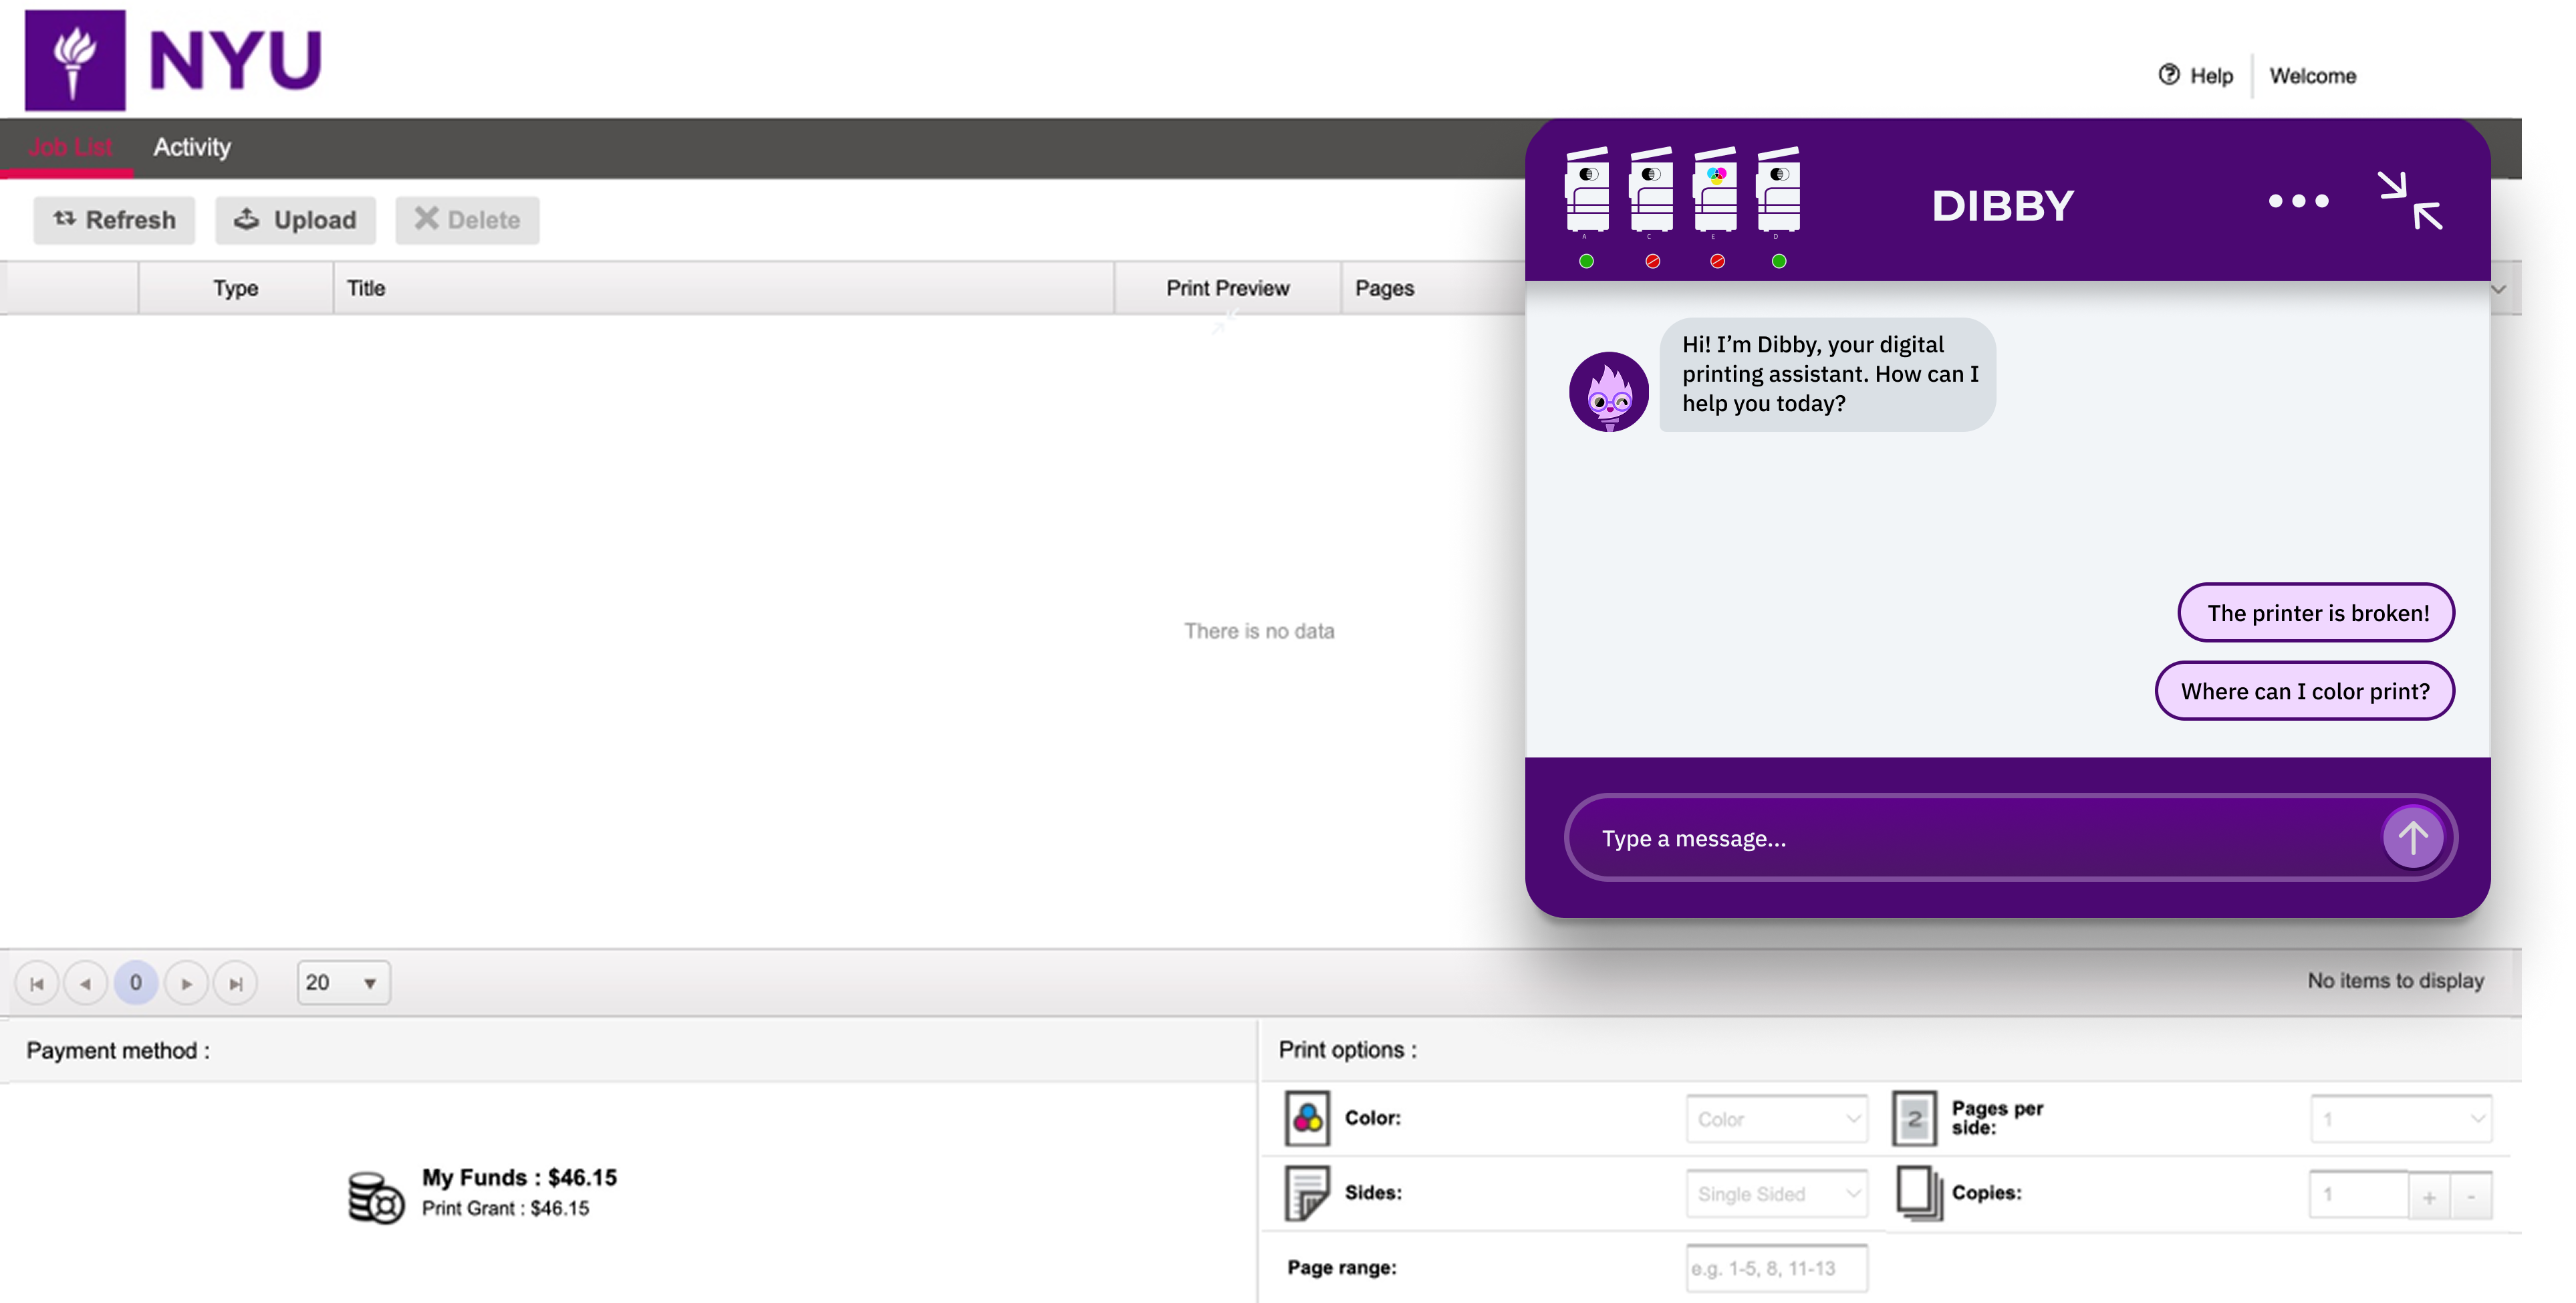 NYU
Help
Welcome
Job List
Activity
Refresh
Upload
Delete
Type
Title
Print Preview
Pages
A
C
E
D
DIBBY
Hi! I’m Dibby, your digital
printing assistant. How can I
help you today?
There is no data
The printer is broken!
Where can I color print?
Type a message...
0
20
No items to display
Payment method :
My Funds : $46.15
Print Grant : $46.15
Print options :
Color:
Color
2
Pages per
side:
1
Sides:
Single Sided
Copies:
1
+
-
Page range:
e.g. 1-5, 8, 11-13